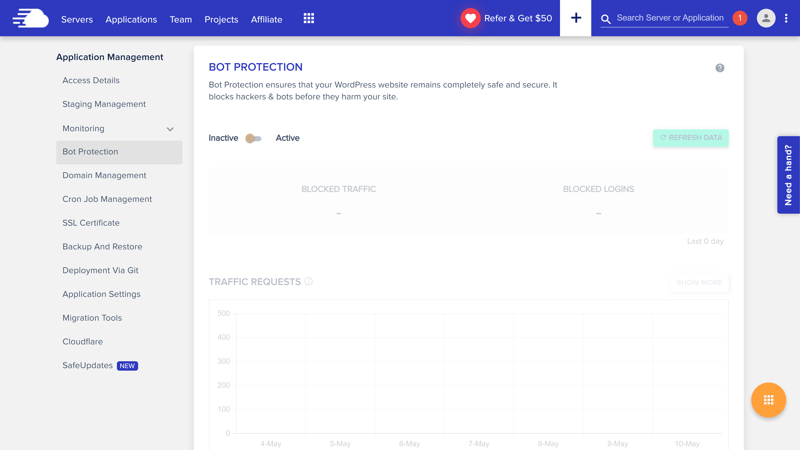 Servers
Applications
Team
Projects
Affiliate
Refer & Get $50
+
Search Server or Application
1
Application Management
Access Details
Staging Management
Monitoring
Bot Protection
Domain Management
Cron Job Management
SSL Certificate
Backup And Restore
Deployment Via Git
Application Settings
Migration Tools
Cloudflare
SafeUpdates NEW
BOT PROTECTION
?
Bot Protection ensures that your WordPress website remains completely safe and secure. It
blocks hackers & bots before they harm your site.
Inactive
Active
REFRESH DATA
BLOCKED TRAFFIC
-
BLOCKED LOGINS
-
Last 0 day
TRAFFIC REQUESTS
SHOW MORE
500
400
300
200
100
0
4-May
5-May
6-May
7-May
8-May
9-May
10-May
Need a hand?